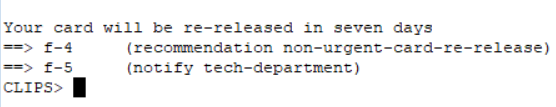 Your card will be re-released in seven days
==> f-4     (recommendation non-urgent-card-re-release)
==> f-5     (notify tech-department)
CLIPS>